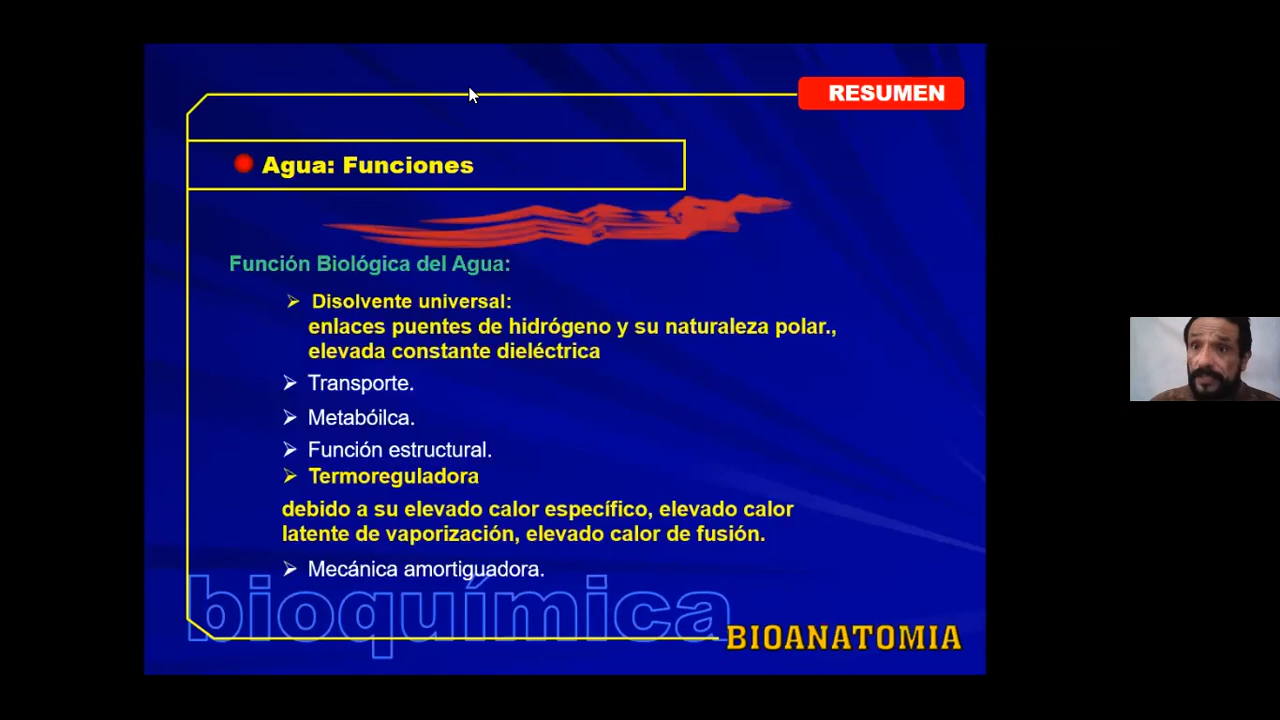 RESUMEN
Agua: Funciones
Función Biológica del Agua:
Disolvente universal:
enlaces puentes de hidrógeno y su naturaleza polar.,
elevada constante dieléctrica
Transporte.
Metabóilca.
Función estructural.
Termoreguladora
debido a su elevado calor específico, elevado calor
latente de vaporización, elevado calor de fusión.
Mecánica amortiguadora.
bioquímica
BIOANATOMIA